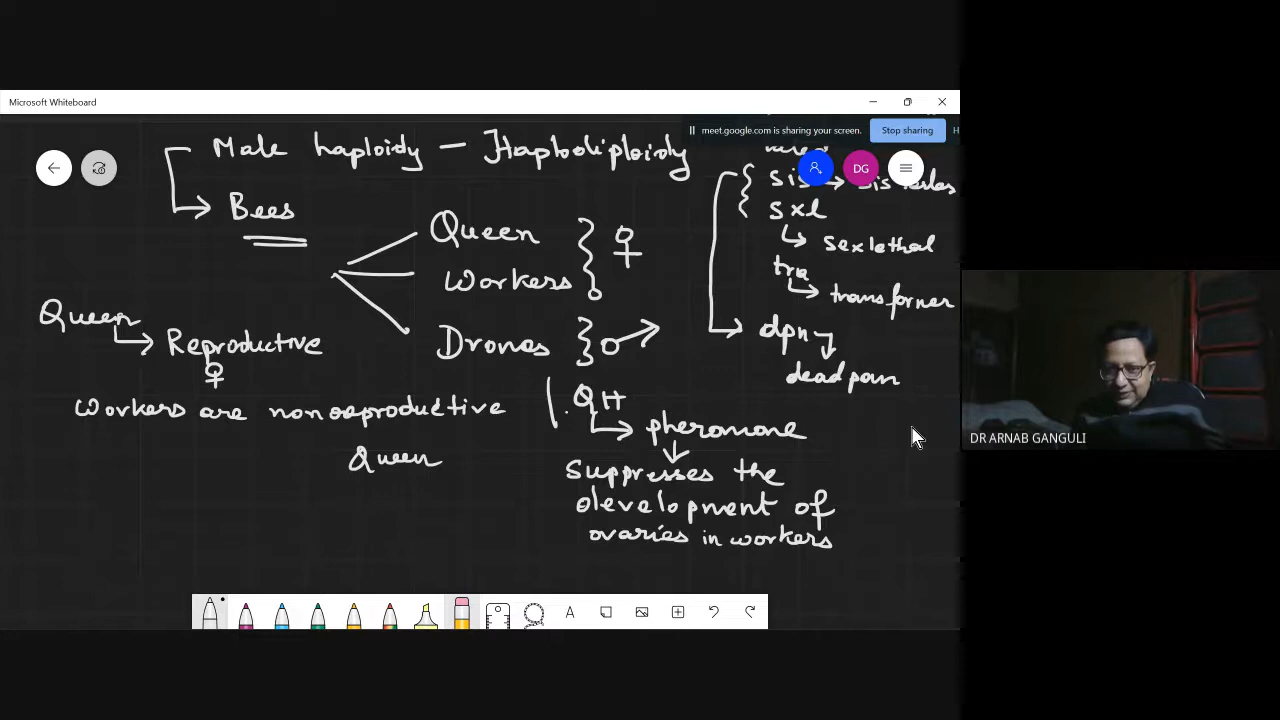 Microsoft Whiteboard
meet.google.com is sharing your screen.
Stop sharing
H
DG
Male haploidy – Haplodiploidy
Bees
Queen
Workers
♀
Drones
Queen
Reproductive
♀
Workers are nonreproductive
Queen
1. QH
pheromone
Suppresses the
development of
ovaries in workers
sis →
sxl
sex lethal
tra
transformer
dpn
deadpan
A
DR ARNAB GANGULI